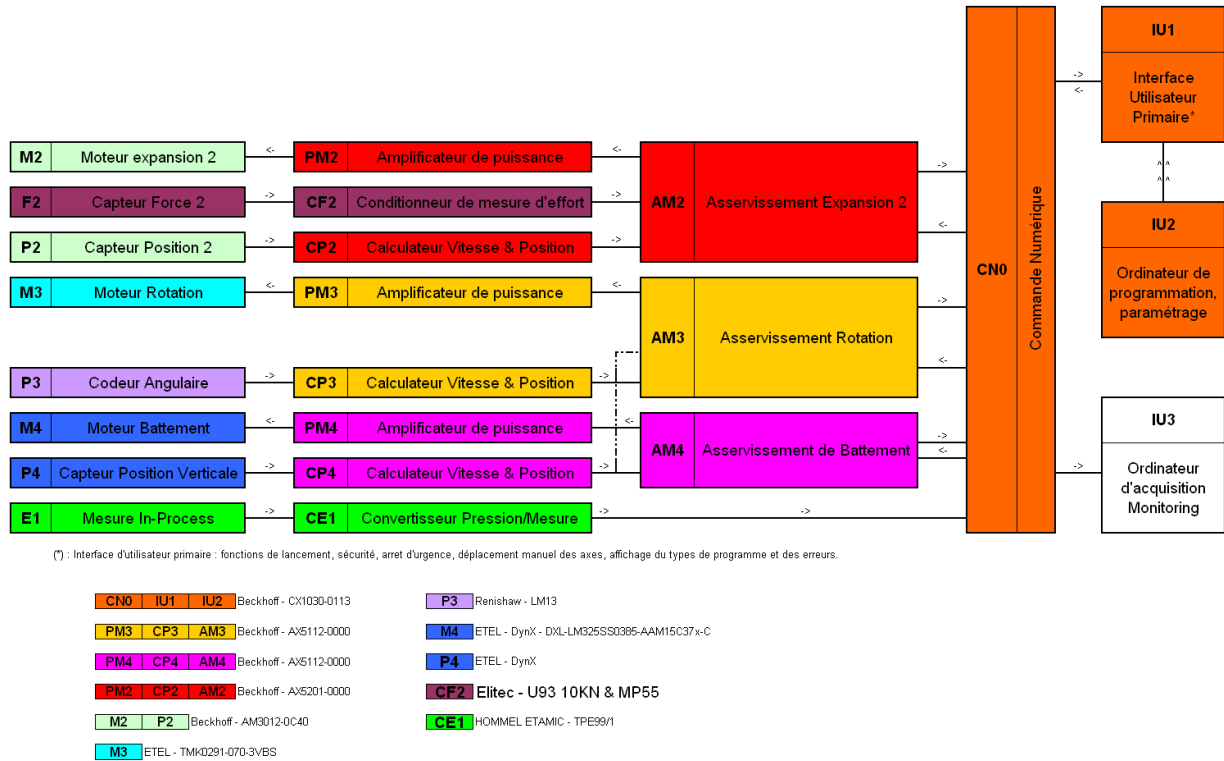 IU1
Interface
Utilisateur
Primaire*
->
<-
M2 Moteur expansion 2 <- PM2 Amplificateur de puissance <-
F2 Capteur Force 2 -> CF2 Conditionneur de mesure d'effort ->
P2 Capteur Position 2 -> CP2 Calculateur Vitesse & Position ->
AM2 Asservissement Expansion 2
->
<-
^ ^
^ ^
IU2
Ordinateur de
programmation,
paramétrage
CN0 Commande Numérique
M3 Moteur Rotation <- PM3 Amplificateur de puissance <-
AM3 Asservissement Rotation
->
<-
P3 Codeur Angulaire -> CP3 Calculateur Vitesse & Position ->
M4 Moteur Battement <- PM4 Amplificateur de puissance <-
AM4 Asservissement de Battement
->
<-
P4 Capteur Position Verticale -> CP4 Calculateur Vitesse & Position ->
IU3
Ordinateur
d'acquisition
Monitoring
->
E1 Mesure In-Process -> CE1 Convertisseur Pression/Mesure -> ->
(*) : Interface d'utilisateur primaire : fonctions de lancement, sécurité, arret d'urgence, déplacement manuel des axes, affichage du types de programme et des erreurs.
CN0 IU1 IU2 Beckhoff - CX1030-0113
PM3 CP3 AM3 Beckhoff - AX5112-0000
PM4 CP4 AM4 Beckhoff - AX5112-0000
PM2 CP2 AM2 Beckhoff - AX5201-0000
M2 P2 Beckhoff - AM3012-0C40
M3 ETEL - TMK0291-070-3VBS
P3 Renishaw - LM13
M4 ETEL - DynX - DXL-LM325SS0385-AAM15C37x-C
P4 ETEL - DynX
CF2 Elitec - U93 10KN & MP55
CE1 HOMMEL ETAMIC - TPE99/1